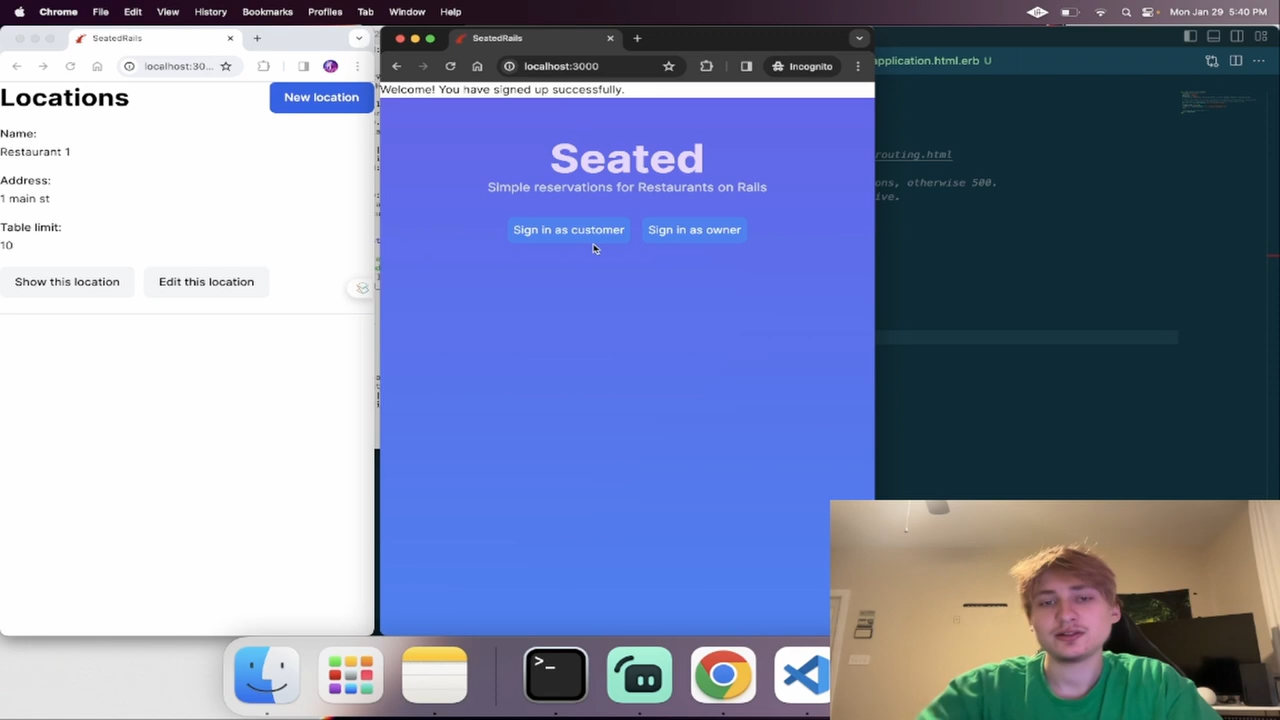 Chrome File Edit View History Bookmarks Profiles Tab Window Help
Mon Jan 29 5:40 PM
SeatedRails
localhost:30...
Locations
New location
Name:
Restaurant 1
Address:
1 main st
Table limit:
10
Show this location
Edit this location
SeatedRails
localhost:3000
Incognito
Welcome! You have signed up successfully.
Seated
Simple reservations for Restaurants on Rails
Sign in as customer
Sign in as owner
application.html.erb U
routing.html
ons, otherwise 500.
ive.